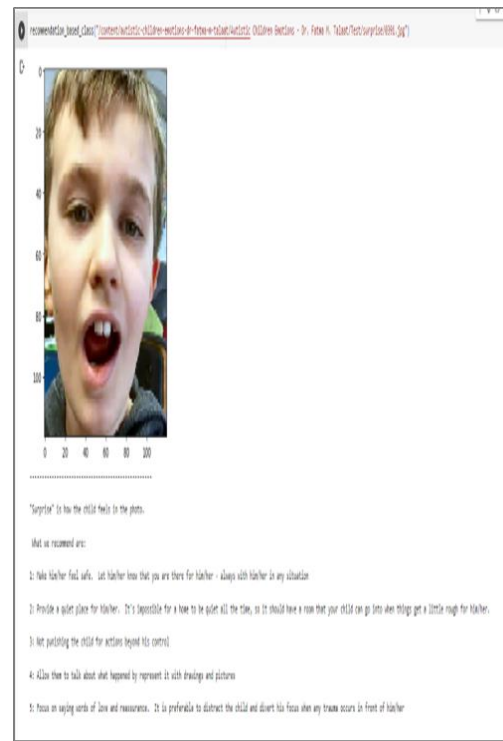 recommendation_based_class("/content/autistic-children-emotions-dr-fatma-m-talaat/Autistic Children Emotions - Dr. Fatma M. Talaat/Test/surprise/0391.jpg")
0
20
40
60
80
100
0 20 40 60 80 100
"Surprise" is how the child feels in the photo.
What we recommend are:
1: Make him/her feel safe. Let him/her know that you are there for him/her - always with him/her in any situation
2: Provide a quiet place for him/her. It's impossible for a home to be quiet all the time, so it should have a room that your child can go into when things get a little rough for him/her.
3: Not punishing the child for actions beyond his control
4: Allow them to talk about what happened by represent it with drawings and pictures
5: Focus on saying words of love and reassurance. It is preferable to distract the child and divert his focus when any trauma occurs in front of him/her